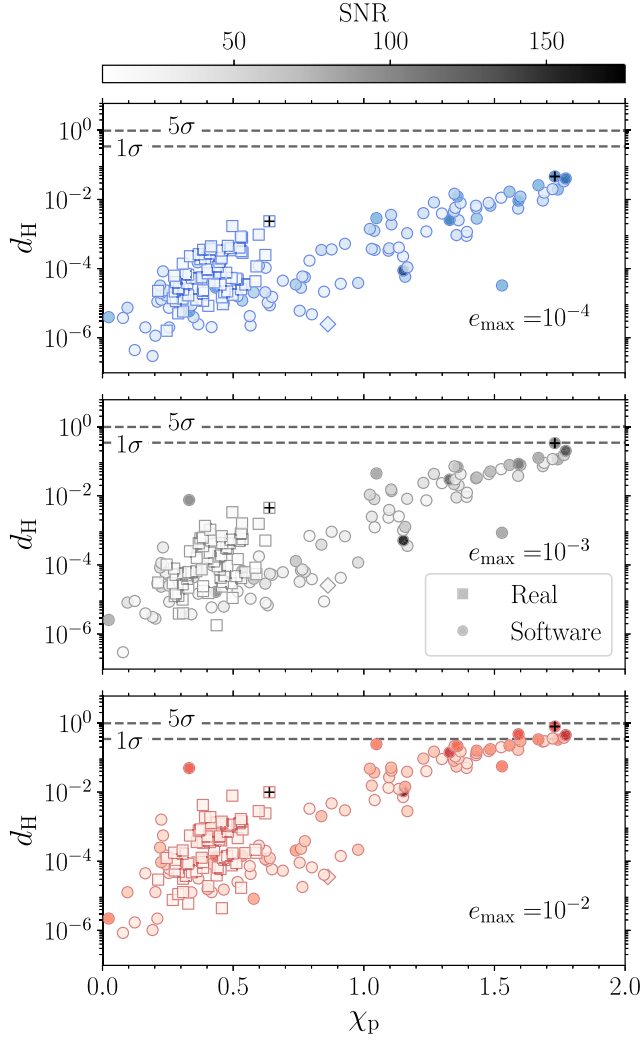 SNR
50 100 150
10^0
10^-2
10^-4
10^-6
d_H
5σ
1σ
e_max = 10^-4
10^0
10^-2
10^-4
10^-6
d_H
5σ
1σ
e_max = 10^-3
Real
Software
10^0
10^-2
10^-4
10^-6
d_H
5σ
1σ
e_max = 10^-2
0.0 0.5 1.0 1.5 2.0
χ_p